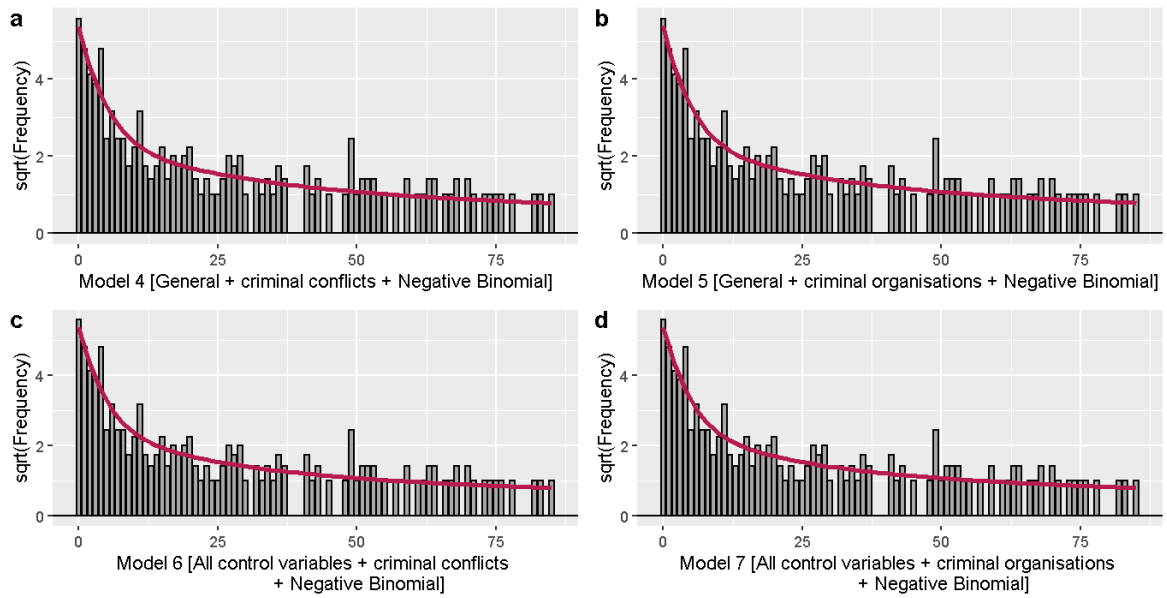 a
sqrt(Frequency)
4
2
0
0 25 50 75
Model 4 [General + criminal conflicts + Negative Binomial]
b
sqrt(Frequency)
4
2
0
0 25 50 75
Model 5 [General + criminal organisations + Negative Binomial]
c
sqrt(Frequency)
4
2
0
0 25 50 75
Model 6 [All control variables + criminal conflicts
+ Negative Binomial]
d
sqrt(Frequency)
4
2
0
0 25 50 75
Model 7 [All control variables + criminal organisations
+ Negative Binomial]